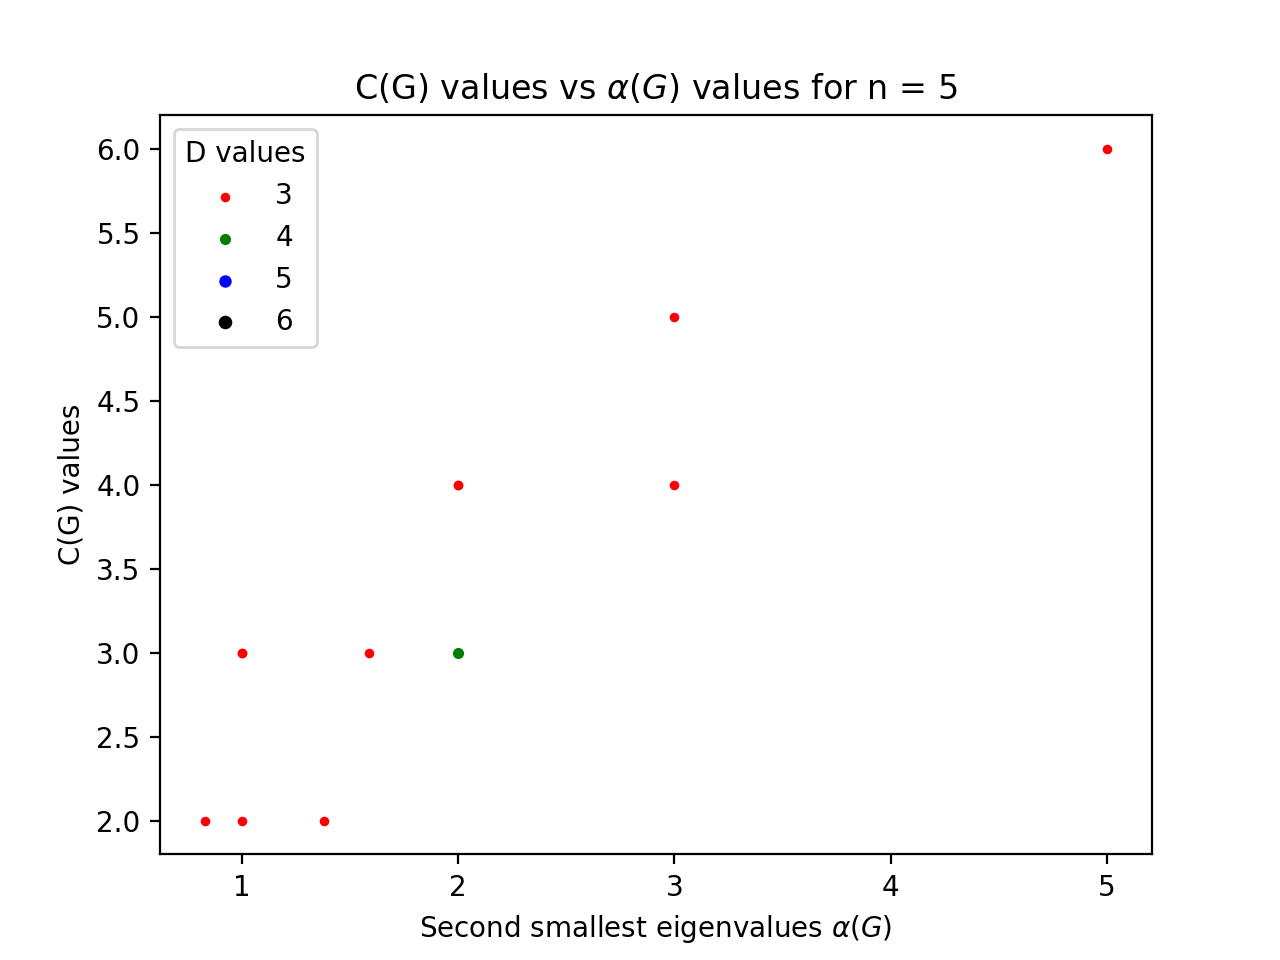 C(G) values vs α(G) values for n = 5
D values
3
4
5
6
6.0
5.5
5.0
4.5
4.0
3.5
3.0
2.5
2.0
C(G) values
1 2 3 4 5
Second smallest eigenvalues α(G)